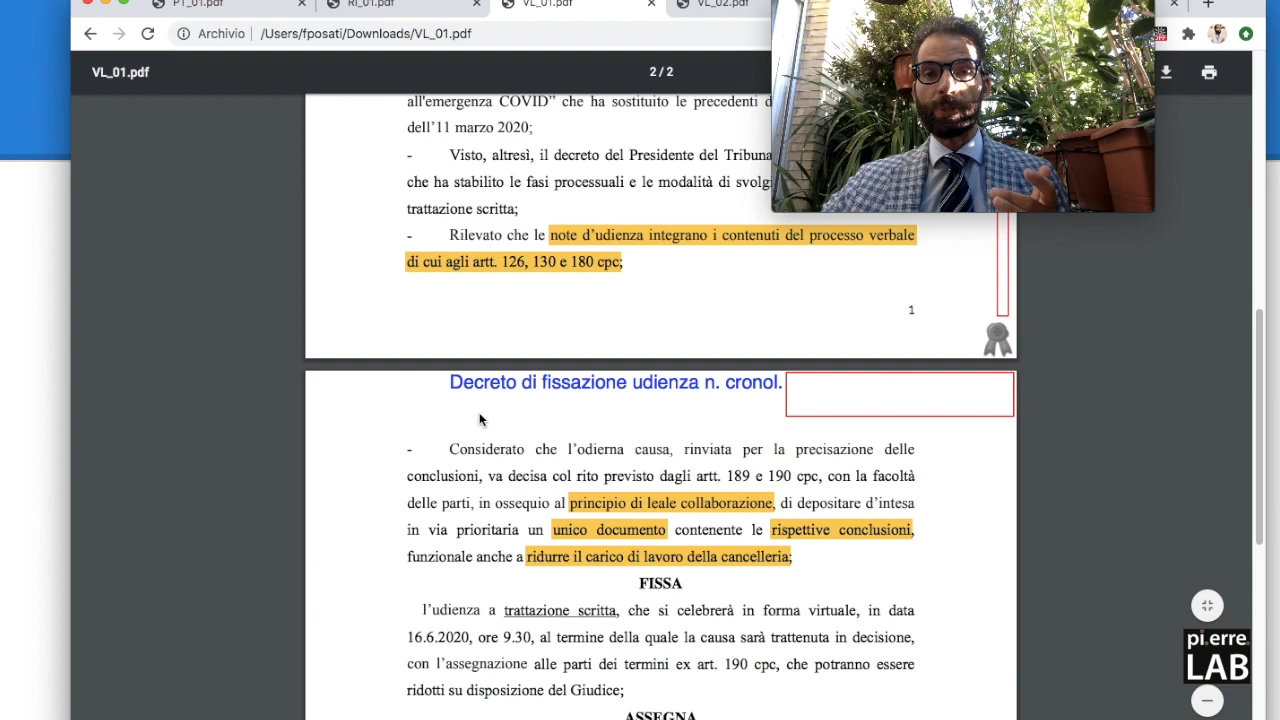 PT_01.pdf
RI_01.pdf
VL_01.pdf
VL_02.pdf
Archivio
/Users/fposati/Downloads/VL_01.pdf
VL_01.pdf
2 / 2
all'emergenza COVID” che ha sostituito le precedenti
dell’11 marzo 2020;
- Visto, altresì, il decreto del Presidente del
che ha stabilito le fasi processuali e le modalità di
trattazione scritta;
- Rilevato che le note d’udienza integrano i contenuti del processo verbale
di cui agli artt. 126, 130 e 180 cpc;
1
Decreto di fissazione udienza n. cronol.
- Considerato che l’odierna causa, rinviata per la precisazione delle
conclusioni, va decisa col rito previsto dagli artt. 189 e 190 cpc, con la facoltà
delle parti, in ossequio al principio di leale collaborazione, di depositare d’intesa
in via prioritaria un unico documento contenente le rispettive conclusioni,
funzionale anche a ridurre il carico di lavoro della cancelleria;
FISSA
l’udienza a trattazione scritta, che si celebrerà in forma virtuale, in data
16.6.2020, ore 9.30, al termine della quale la causa sarà trattenuta in decisione,
con l’assegnazione alle parti dei termini ex art. 190 cpc, che potranno essere
ridotti su disposizione del Giudice;
ASSEGNA
OFF
pi.erre.
LAB